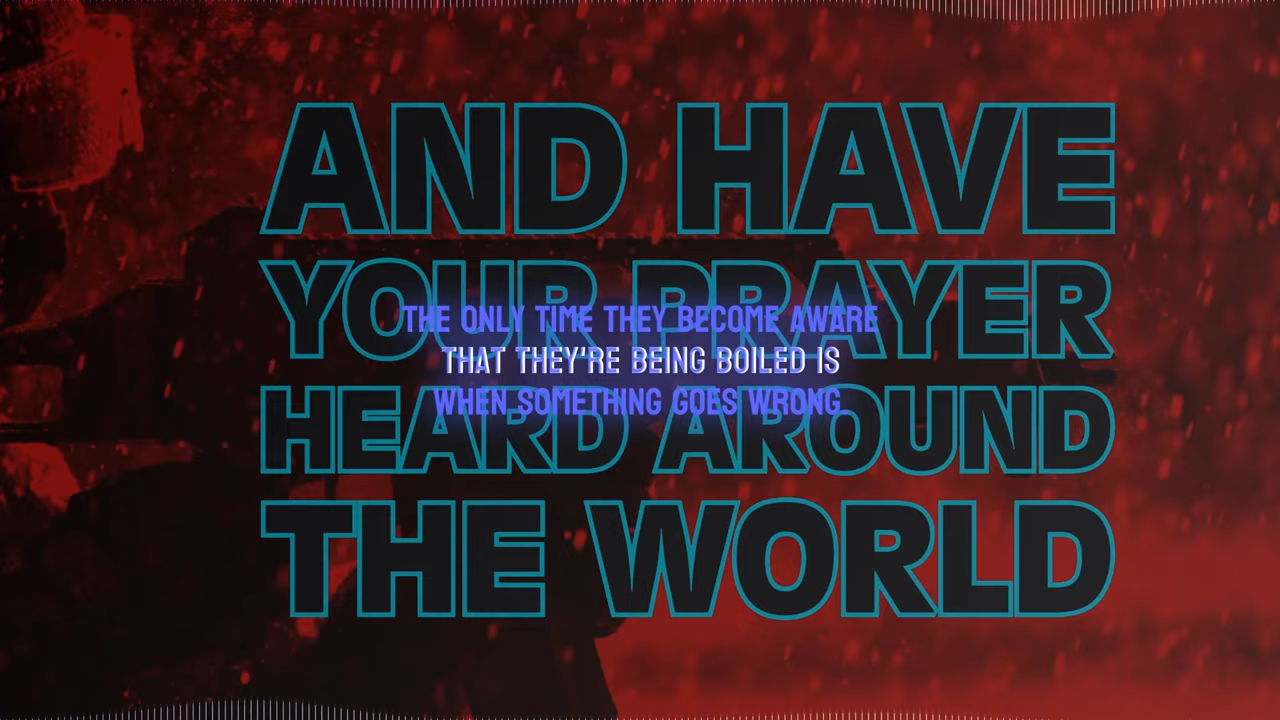 AND HAVE
YOUR PRAYER
HEARD AROUND
THE WORLD
THE ONLY TIME THEY BECOME AWARE
THAT THEY'RE BEING BOILED IS
WHEN SOMETHING GOES WRONG.